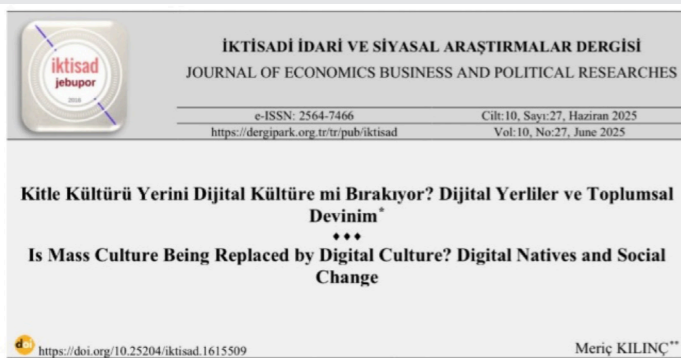 iktisad
jebupor
2016
İKTİSADİ İDARİ VE SİYASAL ARAŞTIRMALAR DERGİSİ
JOURNAL OF ECONOMICS BUSINESS AND POLITICAL RESEARCHES
e-ISSN: 2564-7466
Cilt:10, Sayı:27, Haziran 2025
https://dergipark.org.tr/tr/pub/iktisad
Vol:10, No:27, June 2025
Kitle Kültürü Yerini Dijital Kültüre mi Bırakıyor? Dijital Yerliler ve Toplumsal
Devinim*
♦♦♦
Is Mass Culture Being Replaced by Digital Culture? Digital Natives and Social
Change
doi https://doi.org/10.25204/iktisad.1615509
Meriç KILINÇ**